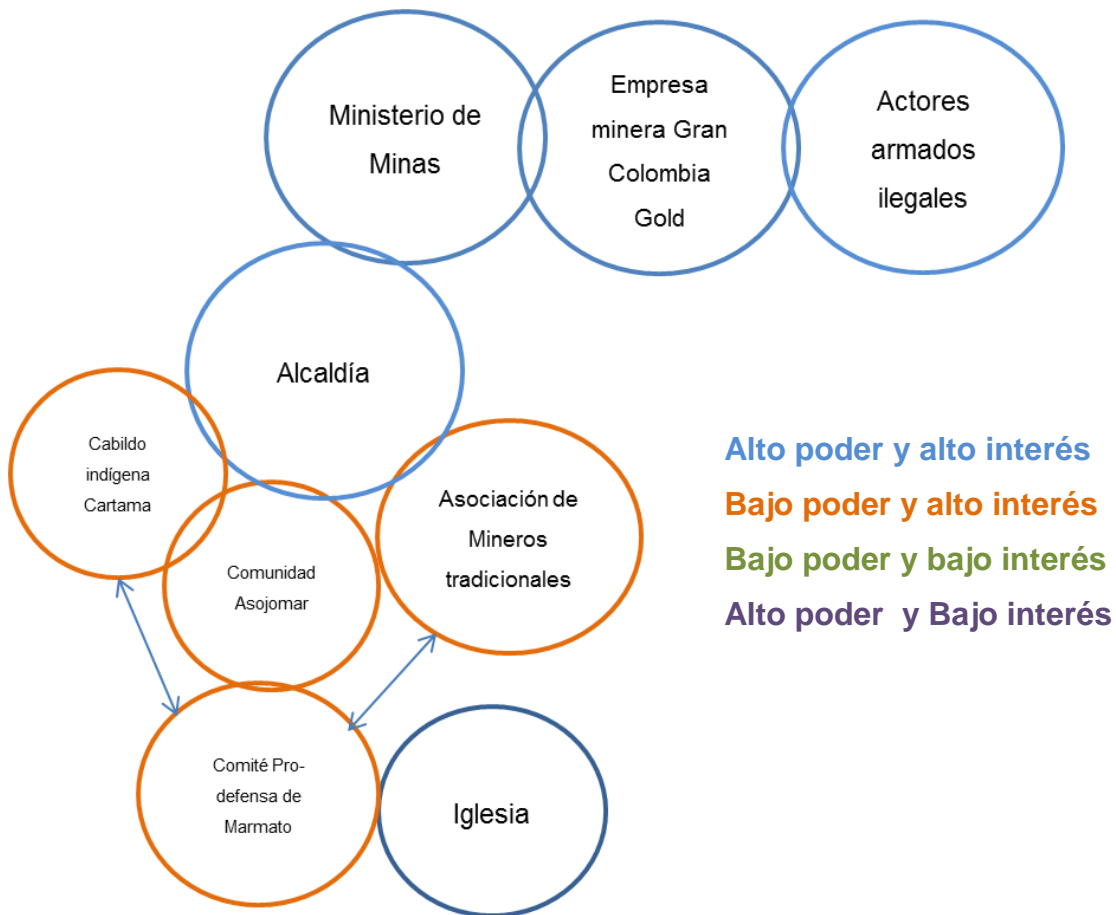 Ministerio de
Minas
Empresa
minera Gran
Colombia
Gold
Actores
armados
ilegales
Alcaldía
Cabildo
indígena
Cartama
Asociación de
Mineros
tradicionales
Comunidad
Asojomar
Comité Pro-
defensa de
Marmato
Iglesia
Alto poder y alto interés
Bajo poder y alto interés
Bajo poder y bajo interés
Alto poder y Bajo interés